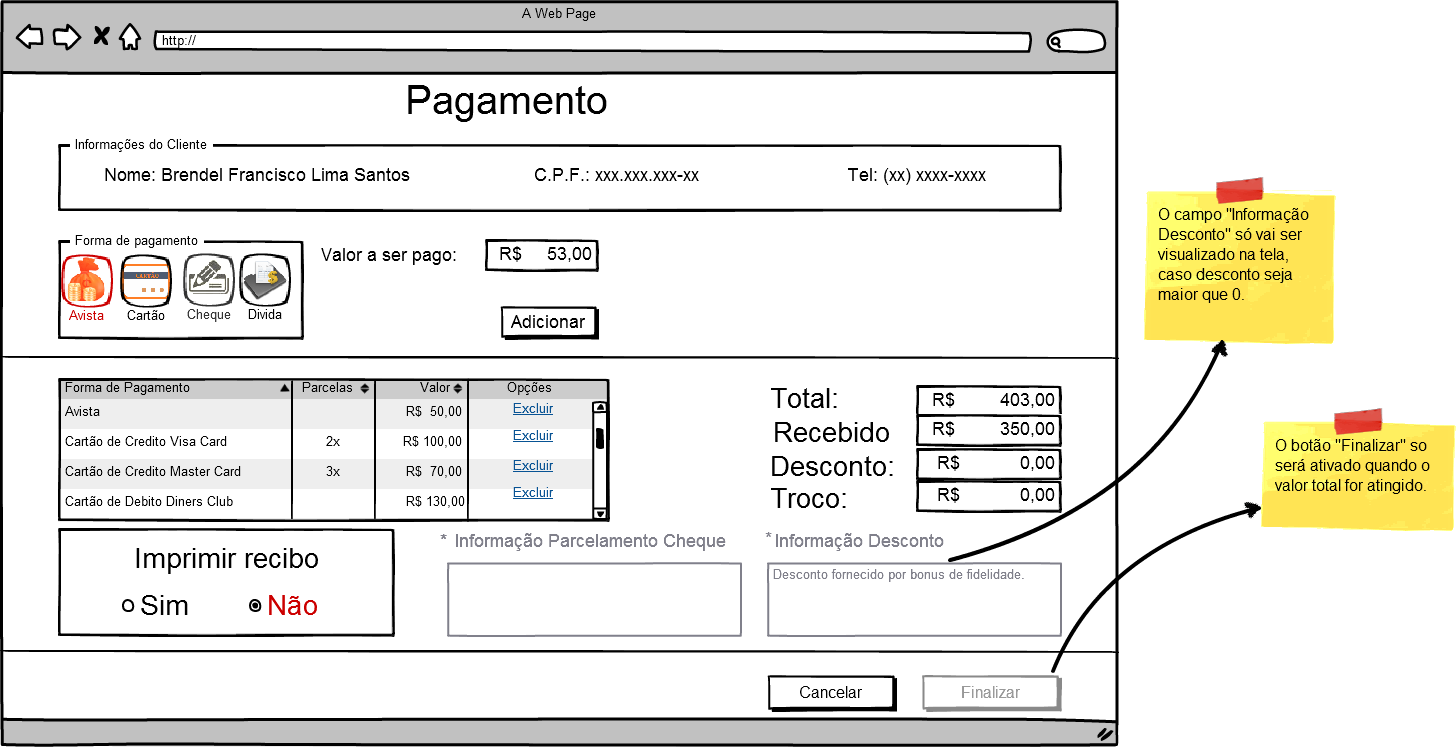 A Web Page
http://
Pagamento
Informações do Cliente
Nome: Brendel Francisco Lima Santos C.P.F.: xxx.xxx.xxx-xx Tel: (xx) xxxx-xxxx
Forma de pagamento
CARTÃO
Avista Cartão Cheque Divida
Valor a ser pago: R$ 53,00
Adicionar
Forma de Pagamento Parcelas Valor Opções
Avista R$ 50,00 Excluir
Cartão de Credito Visa Card 2x R$ 100,00 Excluir
Cartão de Credito Master Card 3x R$ 70,00 Excluir
Cartão de Debito Diners Club R$ 130,00 Excluir
Total: R$ 403,00
Recebido R$ 350,00
Desconto: R$ 0,00
Troco: R$ 0,00
Imprimir recibo
Sim Não
* Informação Parcelamento Cheque
* Informação Desconto
Desconto fornecido por bonus de fidelidade.
Cancelar Finalizar
O campo "Informação
Desconto" só vai ser
visualizado na tela,
caso desconto seja
maior que 0.
O botão "Finalizar" so
será ativado quando o
valor total for atingido.